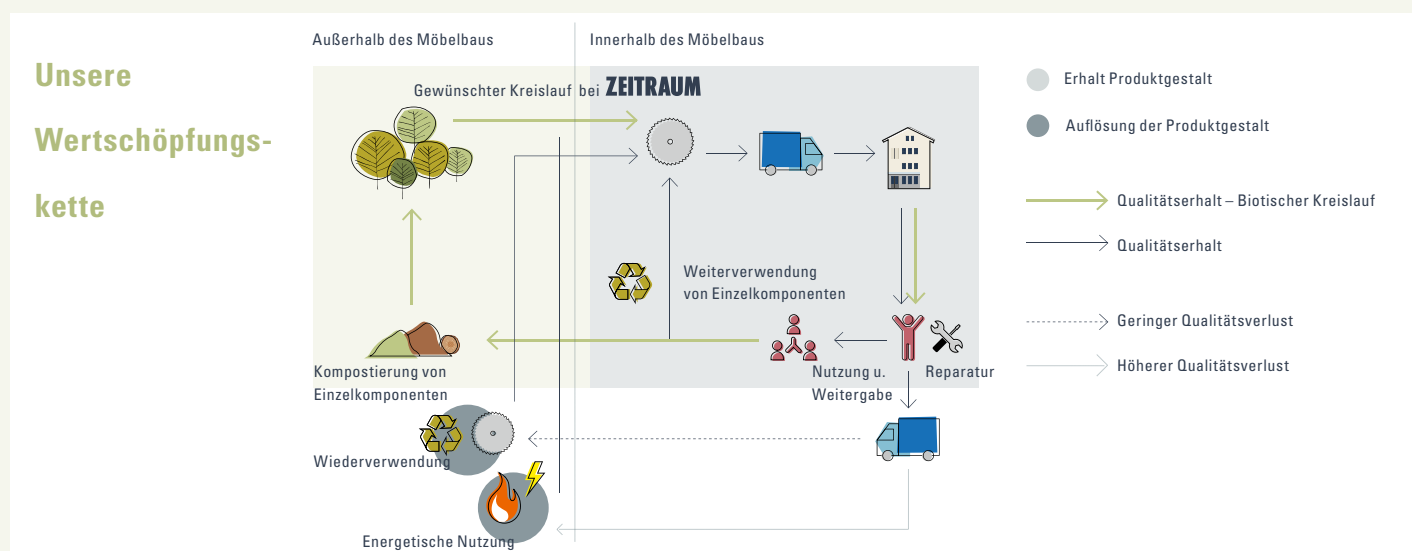 Unsere
Wertschöpfungs-
kette
Außerhalb des Möbelbaus
Innerhalb des Möbelbaus
Gewünschter Kreislauf bei ZEITRAUM
Weiterverwendung
von Einzelkomponenten
Kompostierung von
Einzelkomponenten
Nutzung u.
Weitergabe
Reparatur
Wiederverwendung
Energetische Nutzung
Erhalt Produktgestalt
Auflösung der Produktgestalt
Qualitätserhalt – Biotischer Kreislauf
Qualitätserhalt
Geringer Qualitätsverlust
Höherer Qualitätsverlust